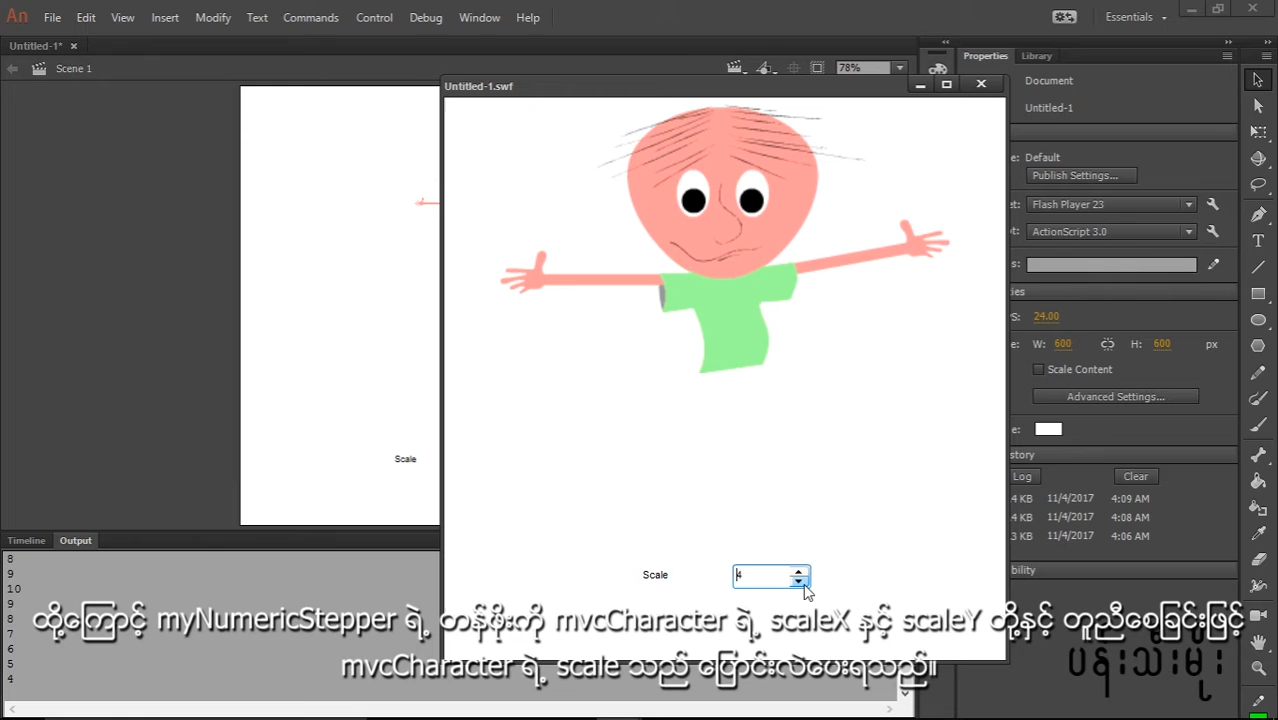 An File Edit View Insert Modify Text Commands Control Debug Window Help Essentials
Untitled-1*
Scene 1
78%
Untitled-1.swf
Properties Library
Document
Untitled-1
Default
Publish Settings...
Flash Player 23
ActionScript 3.0
24.00
W: 600 H: 600 px
Scale Content
Advanced Settings...
Log Clear
11/4/2017 4:09 AM
11/4/2017 4:08 AM
11/4/2017 4:06 AM
Scale
Scale 4
Timeline Output
8
9
10
9
8
7
6
5
4
ထို့ကြောင့် myNumericStepper ရဲ့ တန်ဖိုးကို mvcCharacter ရဲ့ scaleX နှင့် scaleY တို့နှင့် တူညီစေခြင်းဖြင့်
mvcCharacter ရဲ့ scale သည် ပြောင်းလဲပေးရသည်။
ပန်းသီးမှိုး